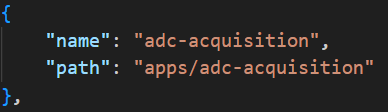 {
    "name": "adc-acquisition",
    "path": "apps/adc-acquisition"
},